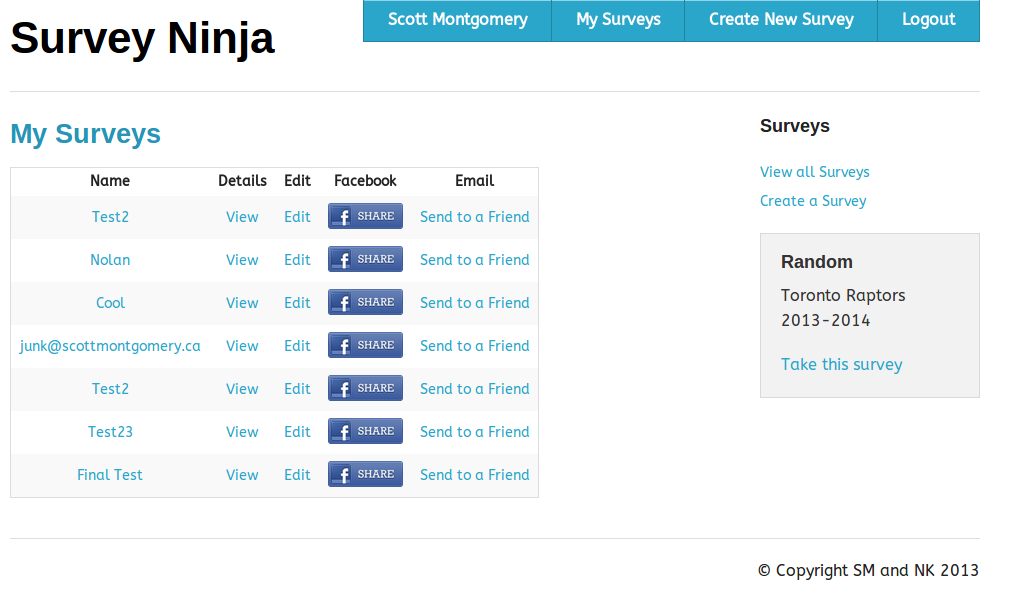 Survey Ninja
Scott Montgomery My Surveys Create New Survey Logout
My Surveys
Name Details Edit Facebook Email
Test2 View Edit f SHARE Send to a Friend
Nolan View Edit f SHARE Send to a Friend
Cool View Edit f SHARE Send to a Friend
junk@scottmontgomery.ca View Edit f SHARE Send to a Friend
Test2 View Edit f SHARE Send to a Friend
Test23 View Edit f SHARE Send to a Friend
Final Test View Edit f SHARE Send to a Friend
Surveys
View all Surveys
Create a Survey
Random
Toronto Raptors
2013-2014
Take this survey
© Copyright SM and NK 2013